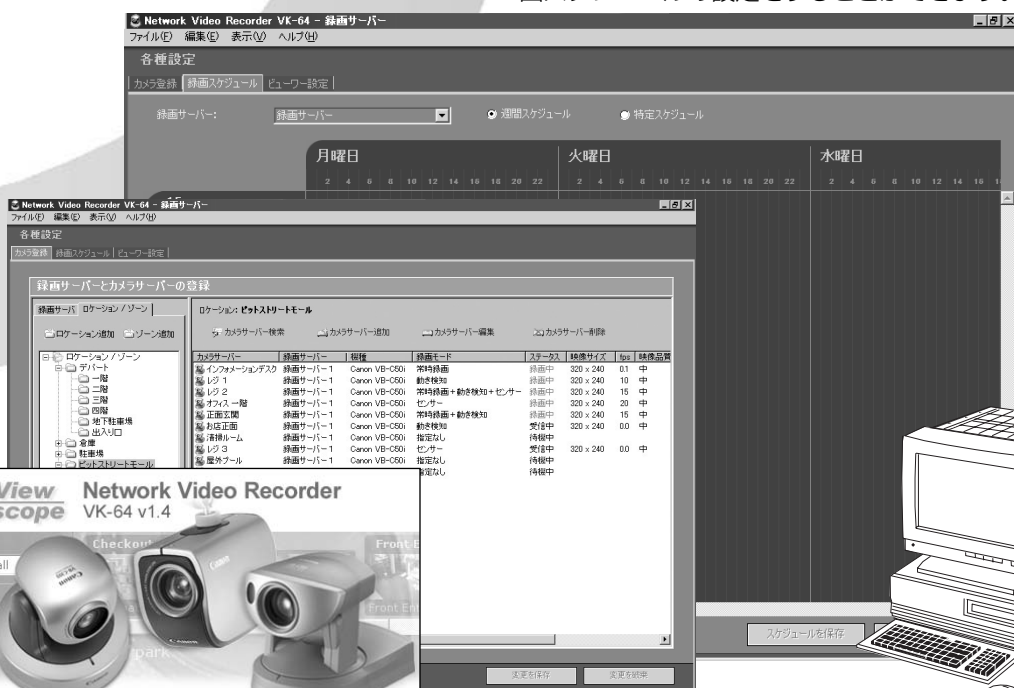 Network Video Recorder VK-64 - 録画サーバー
ファイル(F) 編集(E) 表示(V) ヘルプ(H)
各種設定
カメラ登録 録画スケジュール ビューワー設定
録画サーバー: 録画サーバー 週間スケジュール 特定スケジュール
月曜日 火曜日 水曜日
2 4 6 8 10 12 14 16 18 20 22 2 4 6 8 10 12 14 16 18 20 22 2 4 6 8 10 12 14 16
Network Video Recorder VK-64 - 録画サーバー
ファイル(F) 編集(E) 表示(V) ヘルプ(H)
各種設定
カメラ登録 録画スケジュール ビューワー設定
録画サーバーとカメラサーバーの登録
録画サーバ ロケーション / ゾーン
ロケーション: ピットストリートモール
ロケーション追加 ゾーン追加
カメラサーバー検索 カメラサーバー追加 カメラサーバー編集 カメラサーバー削除
ロケーション / ゾーン
デパート
一階
二階
三階
四階
地下駐車場
出入り口
倉庫
駐車場
ピットストリートモール
カメラサーバー 録画サーバー 機種 録画モード ステータス 映像サイズ fps 映像品質
インフォメーションデスク 録画サーバー 1 Canon VB-C50i 常時録画 録画中 320 x 240 0.1 中
レジ 1 録画サーバー 1 Canon VB-C50i 動き検知 録画中 320 x 240 10 中
レジ 2 録画サーバー 1 Canon VB-C50i 常時録画+動き検知+センサー 録画中 320 x 240 15 中
オフィス 一階 録画サーバー 1 Canon VB-C50i センサー 録画中 320 x 240 20 中
正面玄関 録画サーバー 1 Canon VB-C50i 常時録画+動き検知 録画中 320 x 240 15 中
お店正面 録画サーバー 1 Canon VB-C50i 動き検知 受信中 320 x 240 0.0 中
清掃ルーム 録画サーバー 1 Canon VB-C50i 指定なし 待機中
レジ 3 録画サーバー 1 Canon VB-C50i センサー 受信中 320 x 240 0.0 中
屋外プール 録画サーバー 1 Canon VB-C50i 指定なし 待機中
指定なし 待機中
View
scope
Network Video Recorder
VK-64 v1.4
Checkout
Front
Front Ent
park
Canon
Canon
スケジュールを保存
変更を保存 変更を破棄